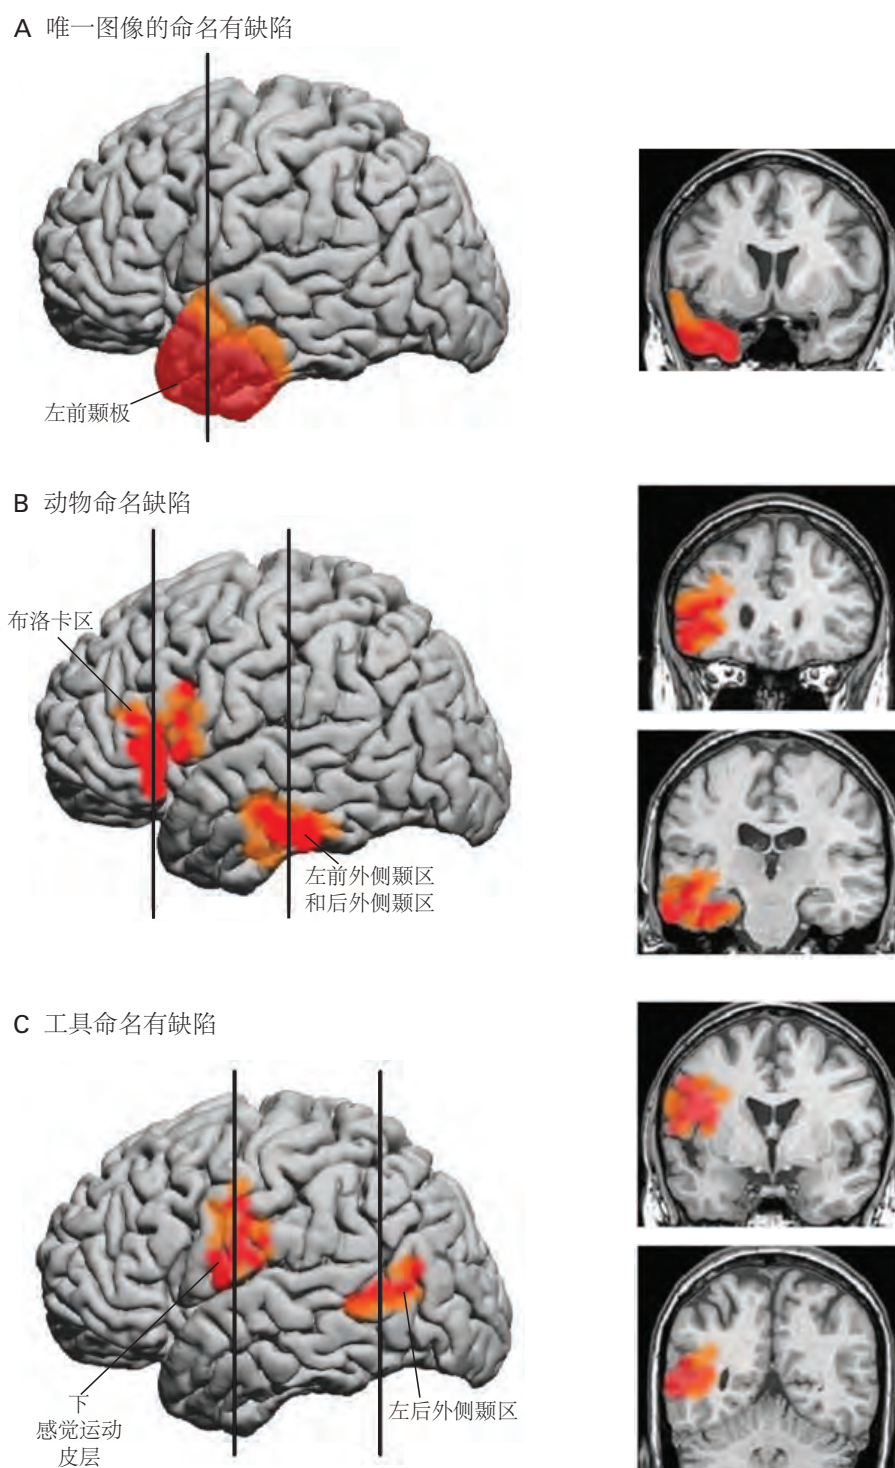 A 唯一图像的命名有缺陷
左前颞极
B 动物命名缺陷
布洛卡区
左前外侧颞区
和后外侧颞区
C 工具命名有缺陷
下
感觉运动
皮层
左后外侧颞区